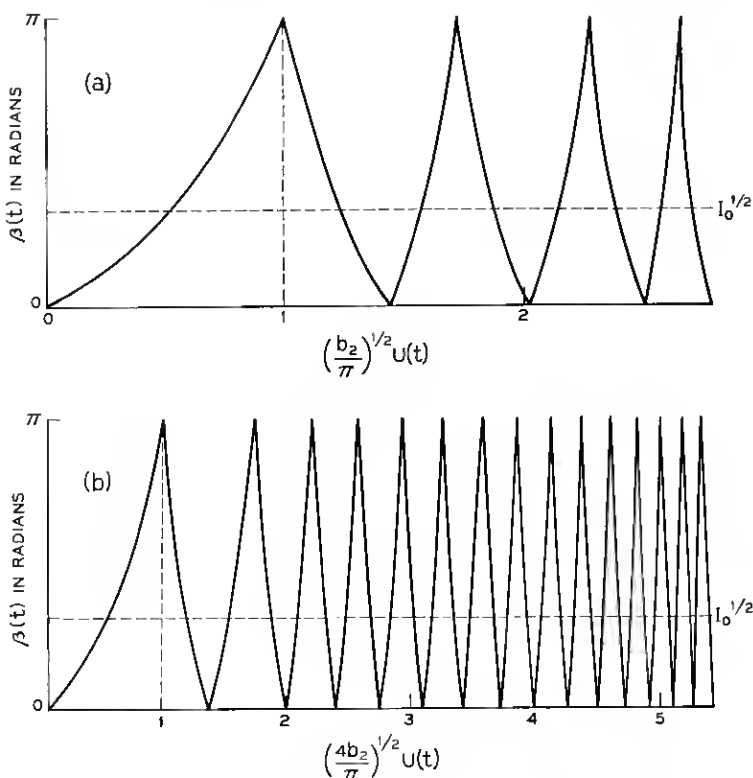 π
(a)
β(t) IN RADIANS
I₀^1/2
0
0 1 2
(b₂/π)^1/2 U(t)
π
(b)
β(t) IN RADIANS
I₀^1/2
0
1 2 3 4 5
(4b₂/π)^1/2 U(t)